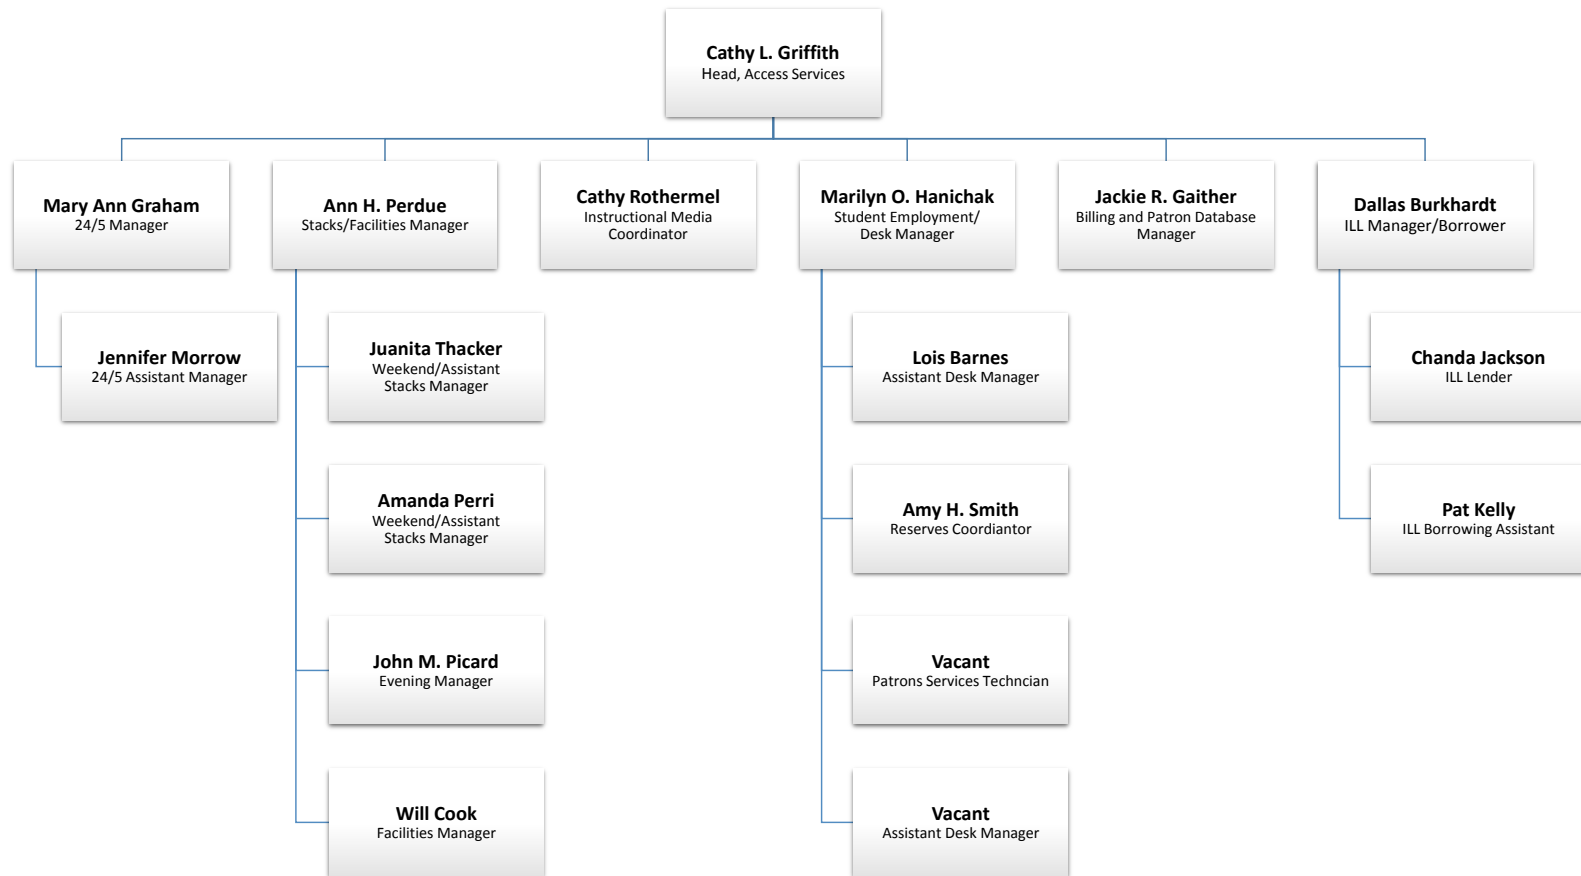 Cathy L. Griffith
Head, Access Services
Mary Ann Graham
24/5 Manager
Ann H. Perdue
Stacks/Facilities Manager
Cathy Rothermel
Instructional Media
Coordinator
Marilyn O. Hanichak
Student Employment/
Desk Manager
Jackie R. Gaither
Billing and Patron Database
Manager
Dallas Burkhardt
ILL Manager/Borrower
Jennifer Morrow
24/5 Assistant Manager
Juanita Thacker
Weekend/Assistant
Stacks Manager
Lois Barnes
Assistant Desk Manager
Chanda Jackson
ILL Lender
Amanda Perri
Weekend/Assistant
Stacks Manager
Amy H. Smith
Reserves Coordiantor
Pat Kelly
ILL Borrowing Assistant
John M. Picard
Evening Manager
Vacant
Patrons Services Techncian
Will Cook
Facilities Manager
Vacant
Assistant Desk Manager